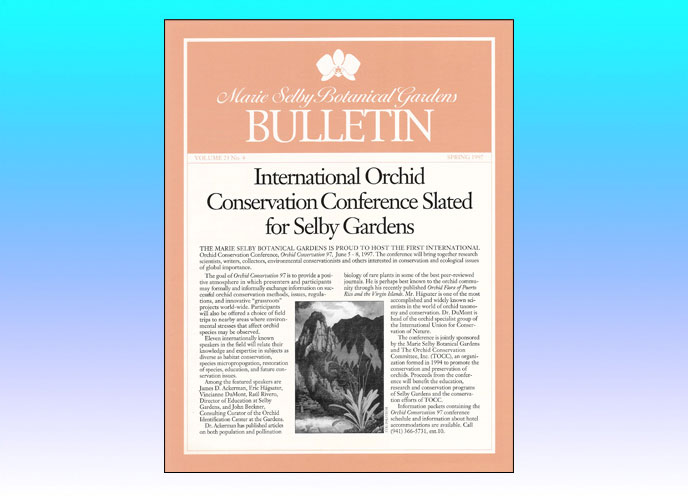 Marie Selby Botanical Gardens
BULLETIN
VOLUME 23 No. 4 SPRING 1997
International Orchid
Conservation Conference Slated
for Selby Gardens
THE MARIE SELBY BOTANICAL GARDENS IS PROUD TO HOST THE FIRST INTERNATIONAL
Orchid Conservation Conference, Orchid Conservation 97, June 5 - 8, 1997. The conference will bring together research
scientists, writers, collectors, environmental conservationists and others interested in conservation and ecological issues
of global importance.
The goal of Orchid Conservation 97 is to provide a posi-
tive atmosphere in which presenters and participants
may formally and informally exchange information on suc-
cessful orchid conservation methods, issues, regula-
tions, and innovative "grassroots"
projects world-wide. Participants
will also be offered a choice of field
trips to nearby areas where environ-
mental stresses that affect orchid
species may be observed.
Eleven internationally known
speakers in the field will relate their
knowledge and expertise in subjects as
diverse as habitat conservation,
species micropropogation, restoration
of species, education, and future con-
servation issues.
Among the featured speakers are
James D. Ackerman, Eric Hágsater,
Vincianne DuMont, Raúl Rivero,
Director of Education at Selby
Gardens, and John Beckner,
Consulting Curator of the Orchid
Identification Center at the Gardens.
Dr. Ackerman has published articles
on both population and pollination
biology of rare plants in some of the best peer-reviewed
journals. He is perhaps best known to the orchid commu-
nity through his recently published Orchid Flora of Puerto
Rico and the Virgin Islands. Mr. Hágsater is one of the most
accomplished and widely known sci-
entists in the world of orchid taxono-
my and conservation. Dr. DuMont is
head of the orchid specialist group of
the International Union for Conser-
vation of Nature.
The conference is jointly sponsored
by the Marie Selby Botanical Gardens
and The Orchid Conservation
Committee, Inc. (TOCC), an organi-
zation formed in 1994 to promote the
conservation and preservation of
orchids. Proceeds from the confer-
ence will benefit the education,
research and conservation programs
of Selby Gardens and the conserva-
tion efforts of TOCC.
Information packets containing the
Orchid Conservation 97 conference
schedule and information about hotel
accommodations are available. Call
(941) 366-5731, ext.10.